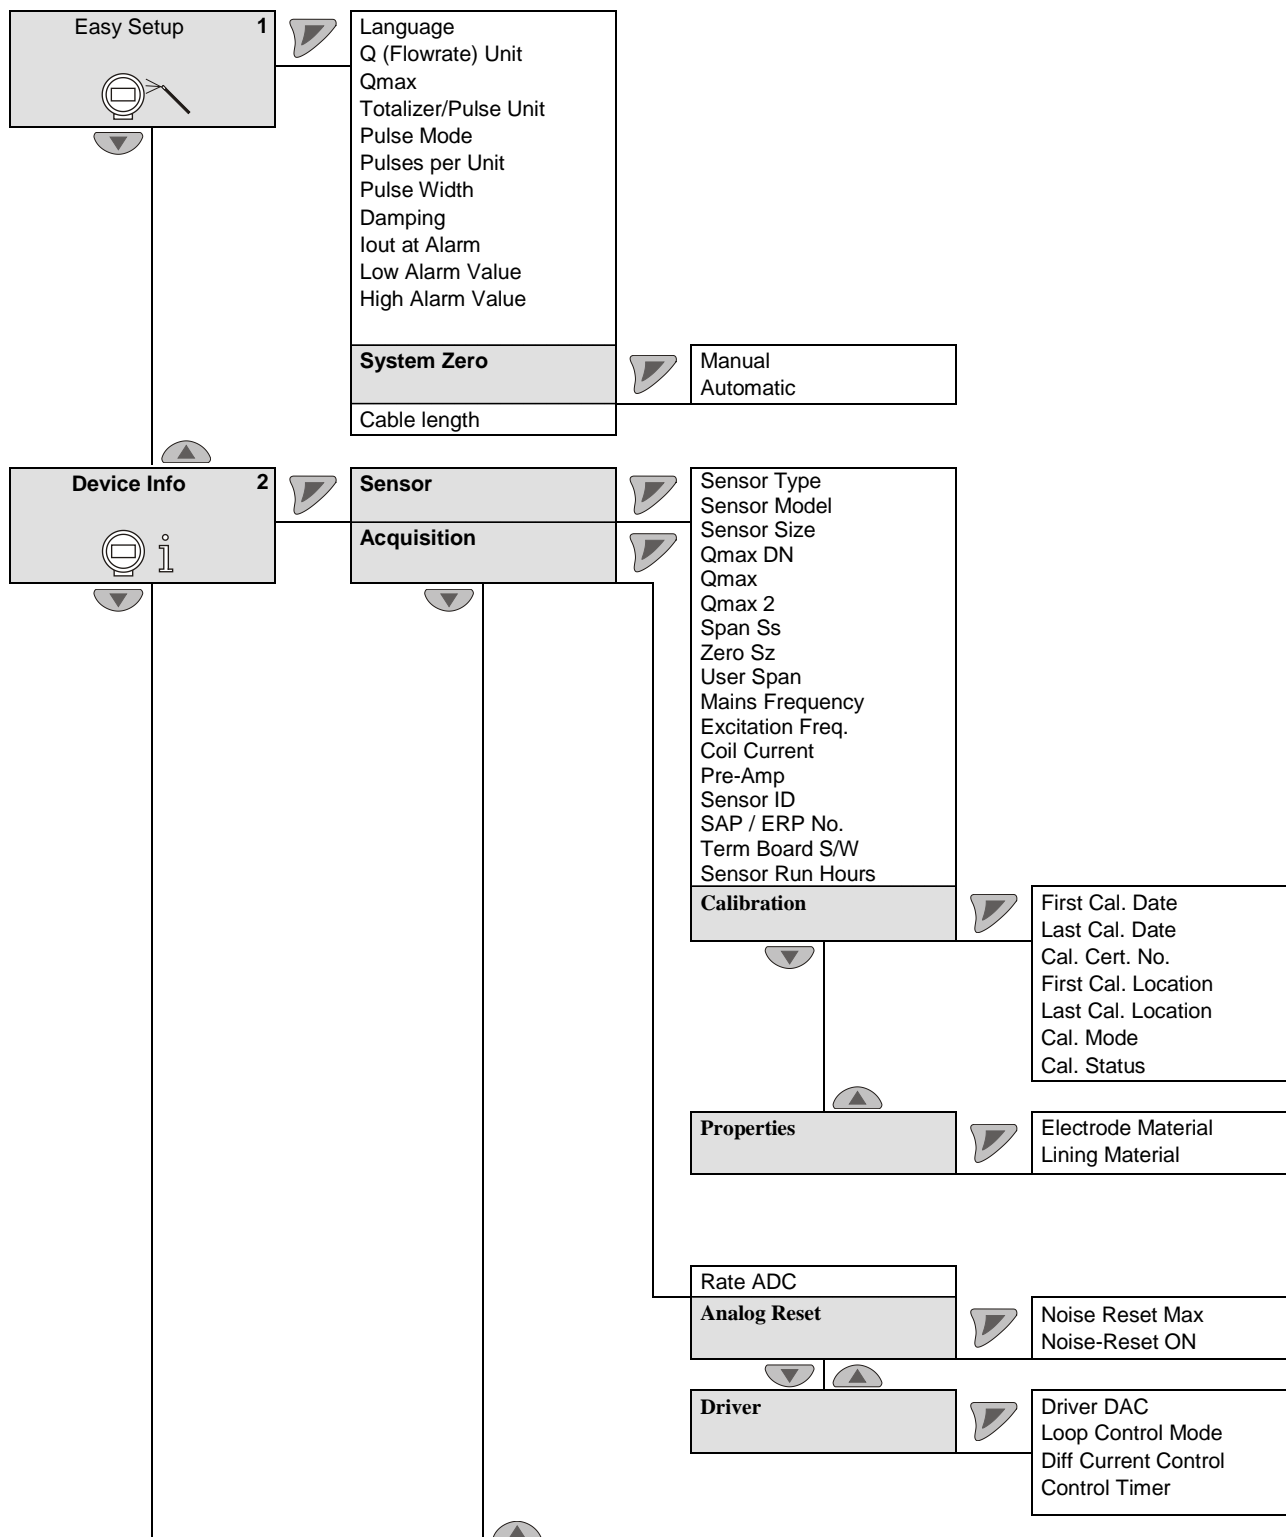 Easy Setup 1
Language
Q (Flowrate) Unit
Qmax
Totalizer/Pulse Unit
Pulse Mode
Pulses per Unit
Pulse Width
Damping
Iout at Alarm
Low Alarm Value
High Alarm Value
System Zero
Manual
Automatic
Cable length
Device Info 2
Sensor
Acquisition
Sensor Type
Sensor Model
Sensor Size
Qmax DN
Qmax
Qmax 2
Span Ss
Zero Sz
User Span
Mains Frequency
Excitation Freq.
Coil Current
Pre-Amp
Sensor ID
SAP / ERP No.
Term Board S/W
Sensor Run Hours
Calibration
First Cal. Date
Last Cal. Date
Cal. Cert. No.
First Cal. Location
Last Cal. Location
Cal. Mode
Cal. Status
Properties
Electrode Material
Lining Material
Rate ADC
Analog Reset
Noise Reset Max
Noise-Reset ON
Driver
Driver DAC
Loop Control Mode
Diff Current Control
Control Timer